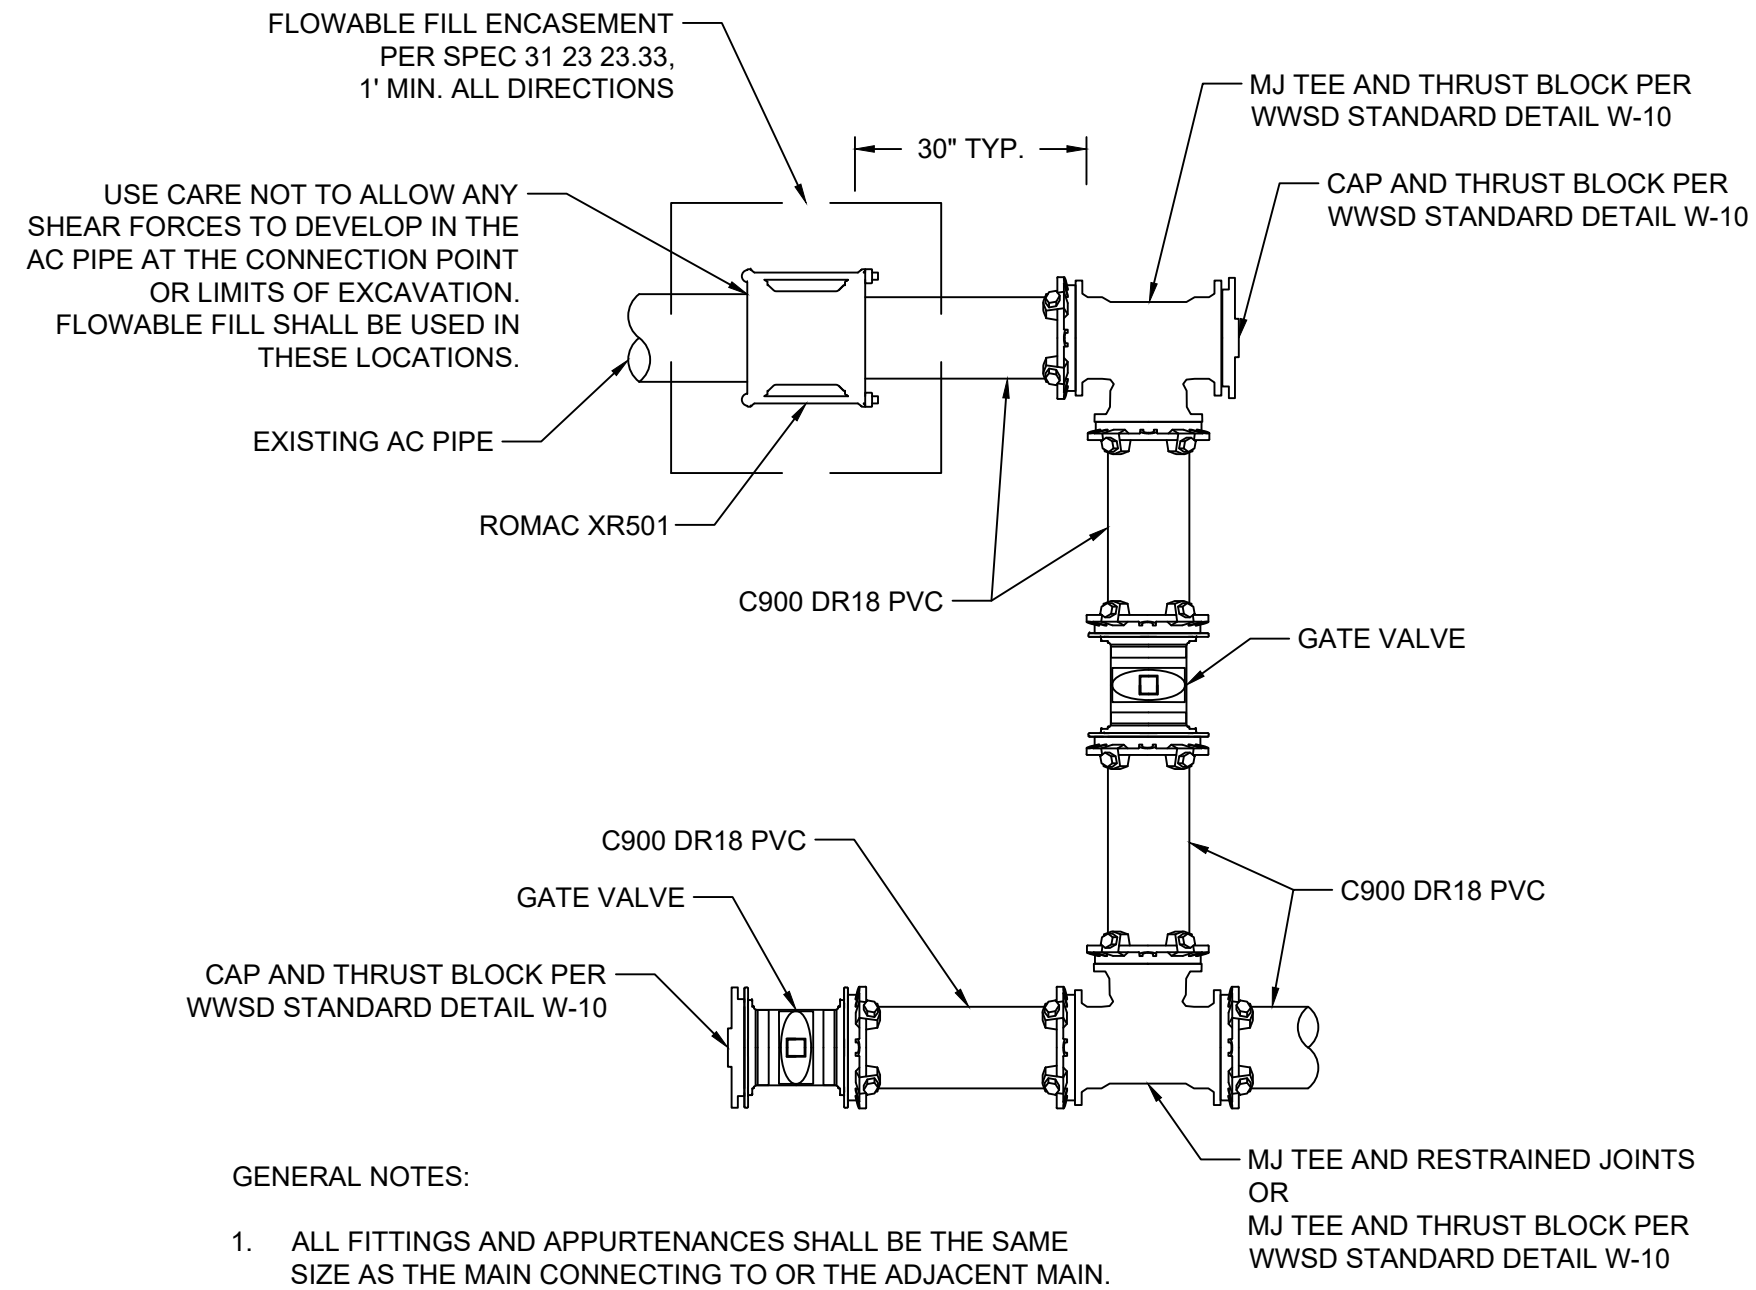 FLOWABLE FILL ENCASEMENT
PER SPEC 31 23 23.33,
1' MIN. ALL DIRECTIONS
MJ TEE AND THRUST BLOCK PER
WWSD STANDARD DETAIL W-10
30" TYP.
CAP AND THRUST BLOCK PER
WWSD STANDARD DETAIL W-10
USE CARE NOT TO ALLOW ANY
SHEAR FORCES TO DEVELOP IN THE
AC PIPE AT THE CONNECTION POINT
OR LIMITS OF EXCAVATION.
FLOWABLE FILL SHALL BE USED IN
THESE LOCATIONS.
EXISTING AC PIPE
ROMAC XR501
C900 DR18 PVC
GATE VALVE
C900 DR18 PVC
GATE VALVE
C900 DR18 PVC
CAP AND THRUST BLOCK PER
WWSD STANDARD DETAIL W-10
MJ TEE AND RESTRAINED JOINTS
OR
MJ TEE AND THRUST BLOCK PER
WWSD STANDARD DETAIL W-10
GENERAL NOTES:
1. ALL FITTINGS AND APPURTENANCES SHALL BE THE SAME
SIZE AS THE MAIN CONNECTING TO OR THE ADJACENT MAIN.